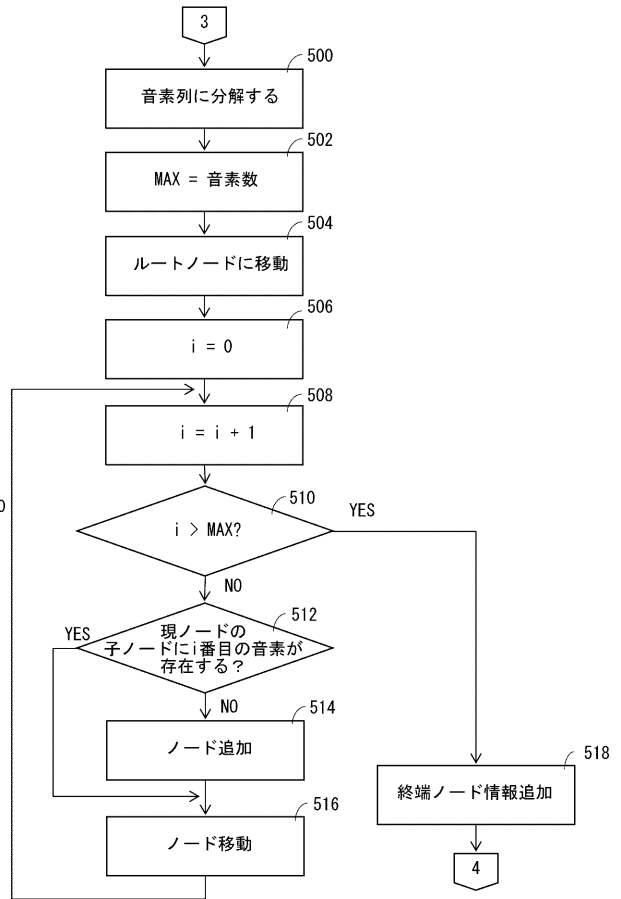 3
500
音素列に分解する
502
MAX = 音素数
504
ルートノードに移動
506
i = 0
508
i = i + 1
510
i > MAX?
YES
NO
512
YES
現ノードの
子ノードにi番目の音素が
存在する？
NO
514
ノード追加
516
ノード移動
518
終端ノード情報追加
4